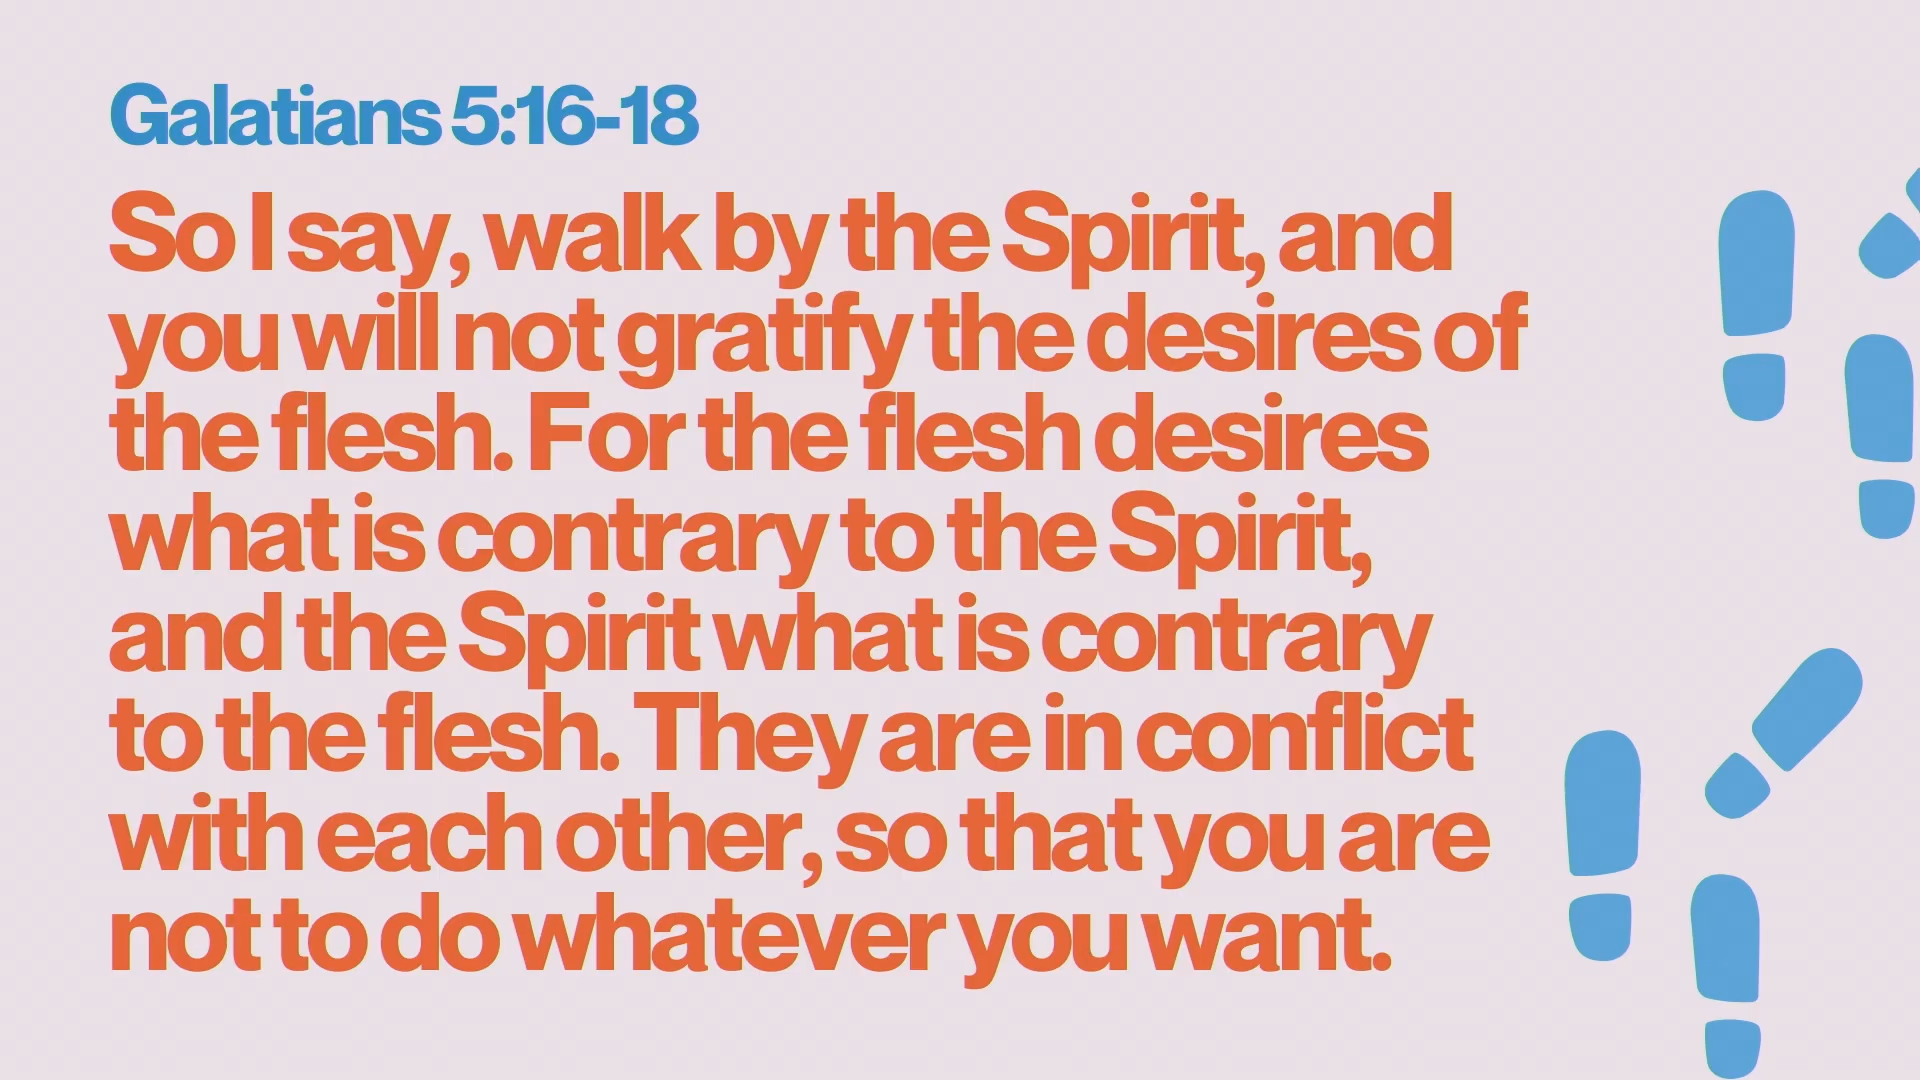 Galatians 5:16-18
So I say, walk by the Spirit, and
you will not gratify the desires of
the flesh. For the flesh desires
what is contrary to the Spirit,
and the Spirit what is contrary
to the flesh. They are in conflict
with each other, so that you are
not to do whatever you want.